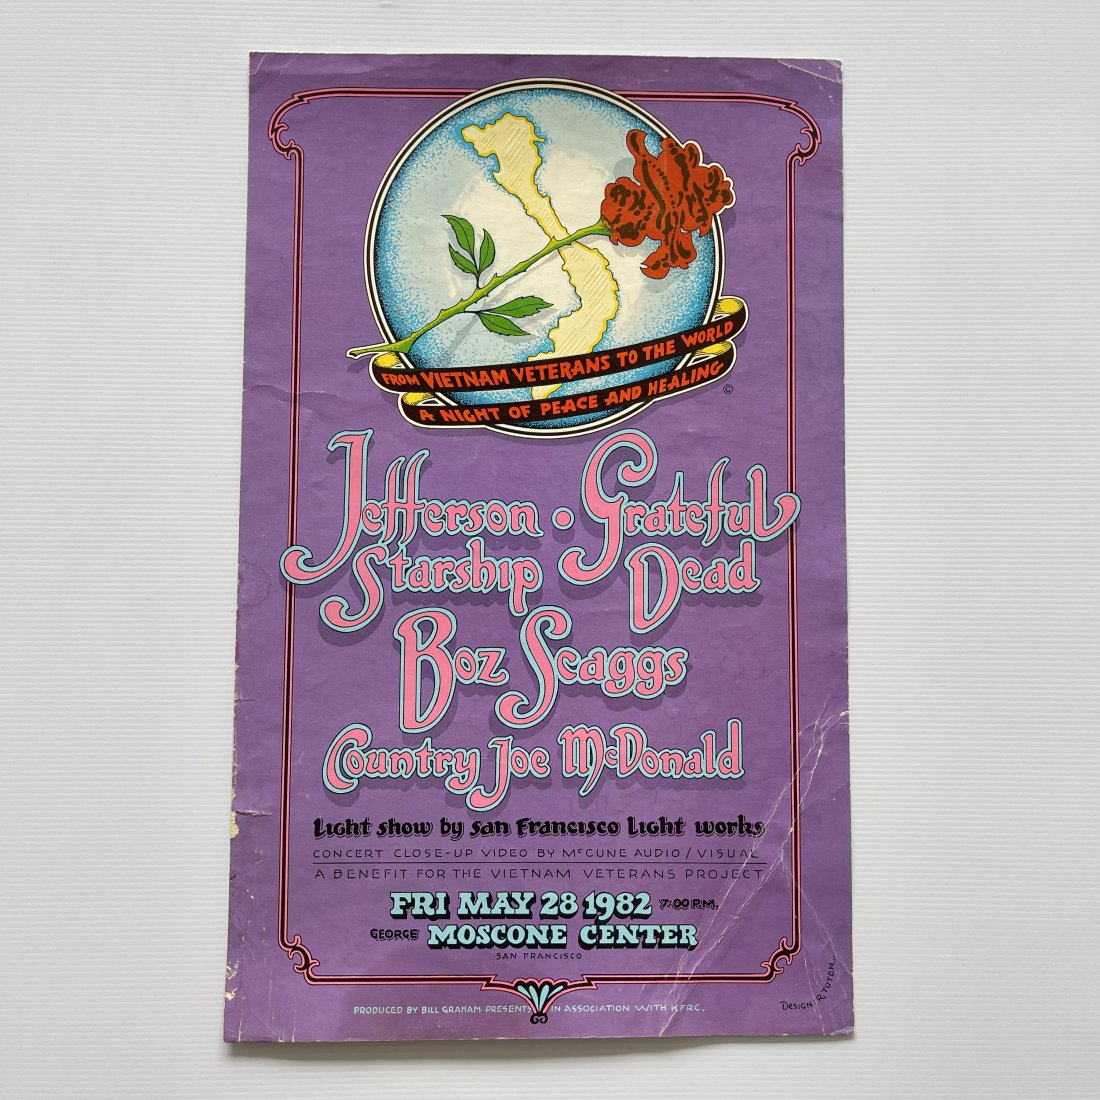 FROM VIETNAM VETERANS TO THE WORLD
A NIGHT OF PEACE AND HEALING
©
Jefferson • Grateful
Starship Dead
Boz Scaggs
Country Joe McDonald
Light show by San Francisco Light works
CONCERT CLOSE-UP VIDEO BY McCUNE AUDIO / VISUAL
A BENEFIT FOR THE VIETNAM VETERANS PROJECT
FRI MAY 28 1982 7:00 P.M.
GEORGE MOSCONE CENTER
SAN FRANCISCO
PRODUCED BY BILL GRAHAM PRESENTS IN ASSOCIATION WITH KFRC.
DESIGN R. TUTEN